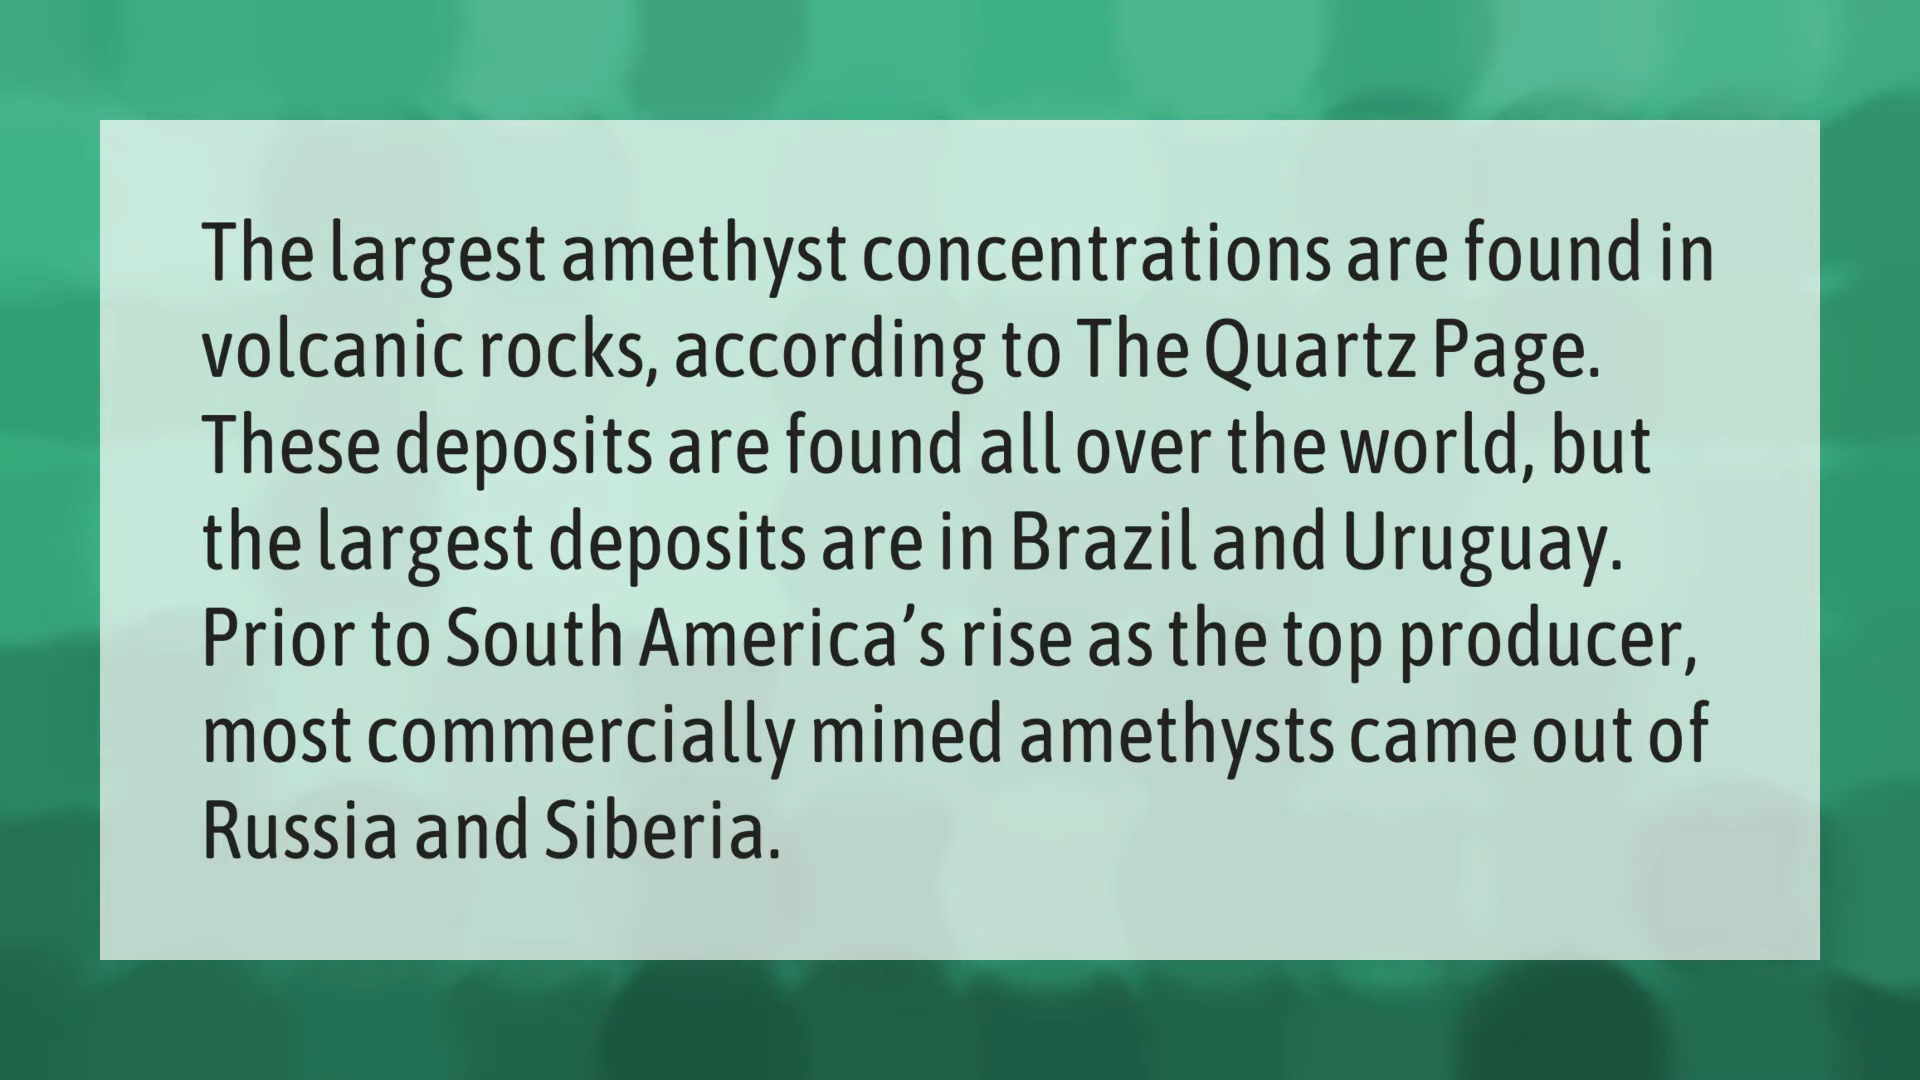 The largest amethyst concentrations are found in
volcanic rocks, according to The Quartz Page.
These deposits are found all over the world, but
the largest deposits are in Brazil and Uruguay.
Prior to South America’s rise as the top producer,
most commercially mined amethysts came out of
Russia and Siberia.